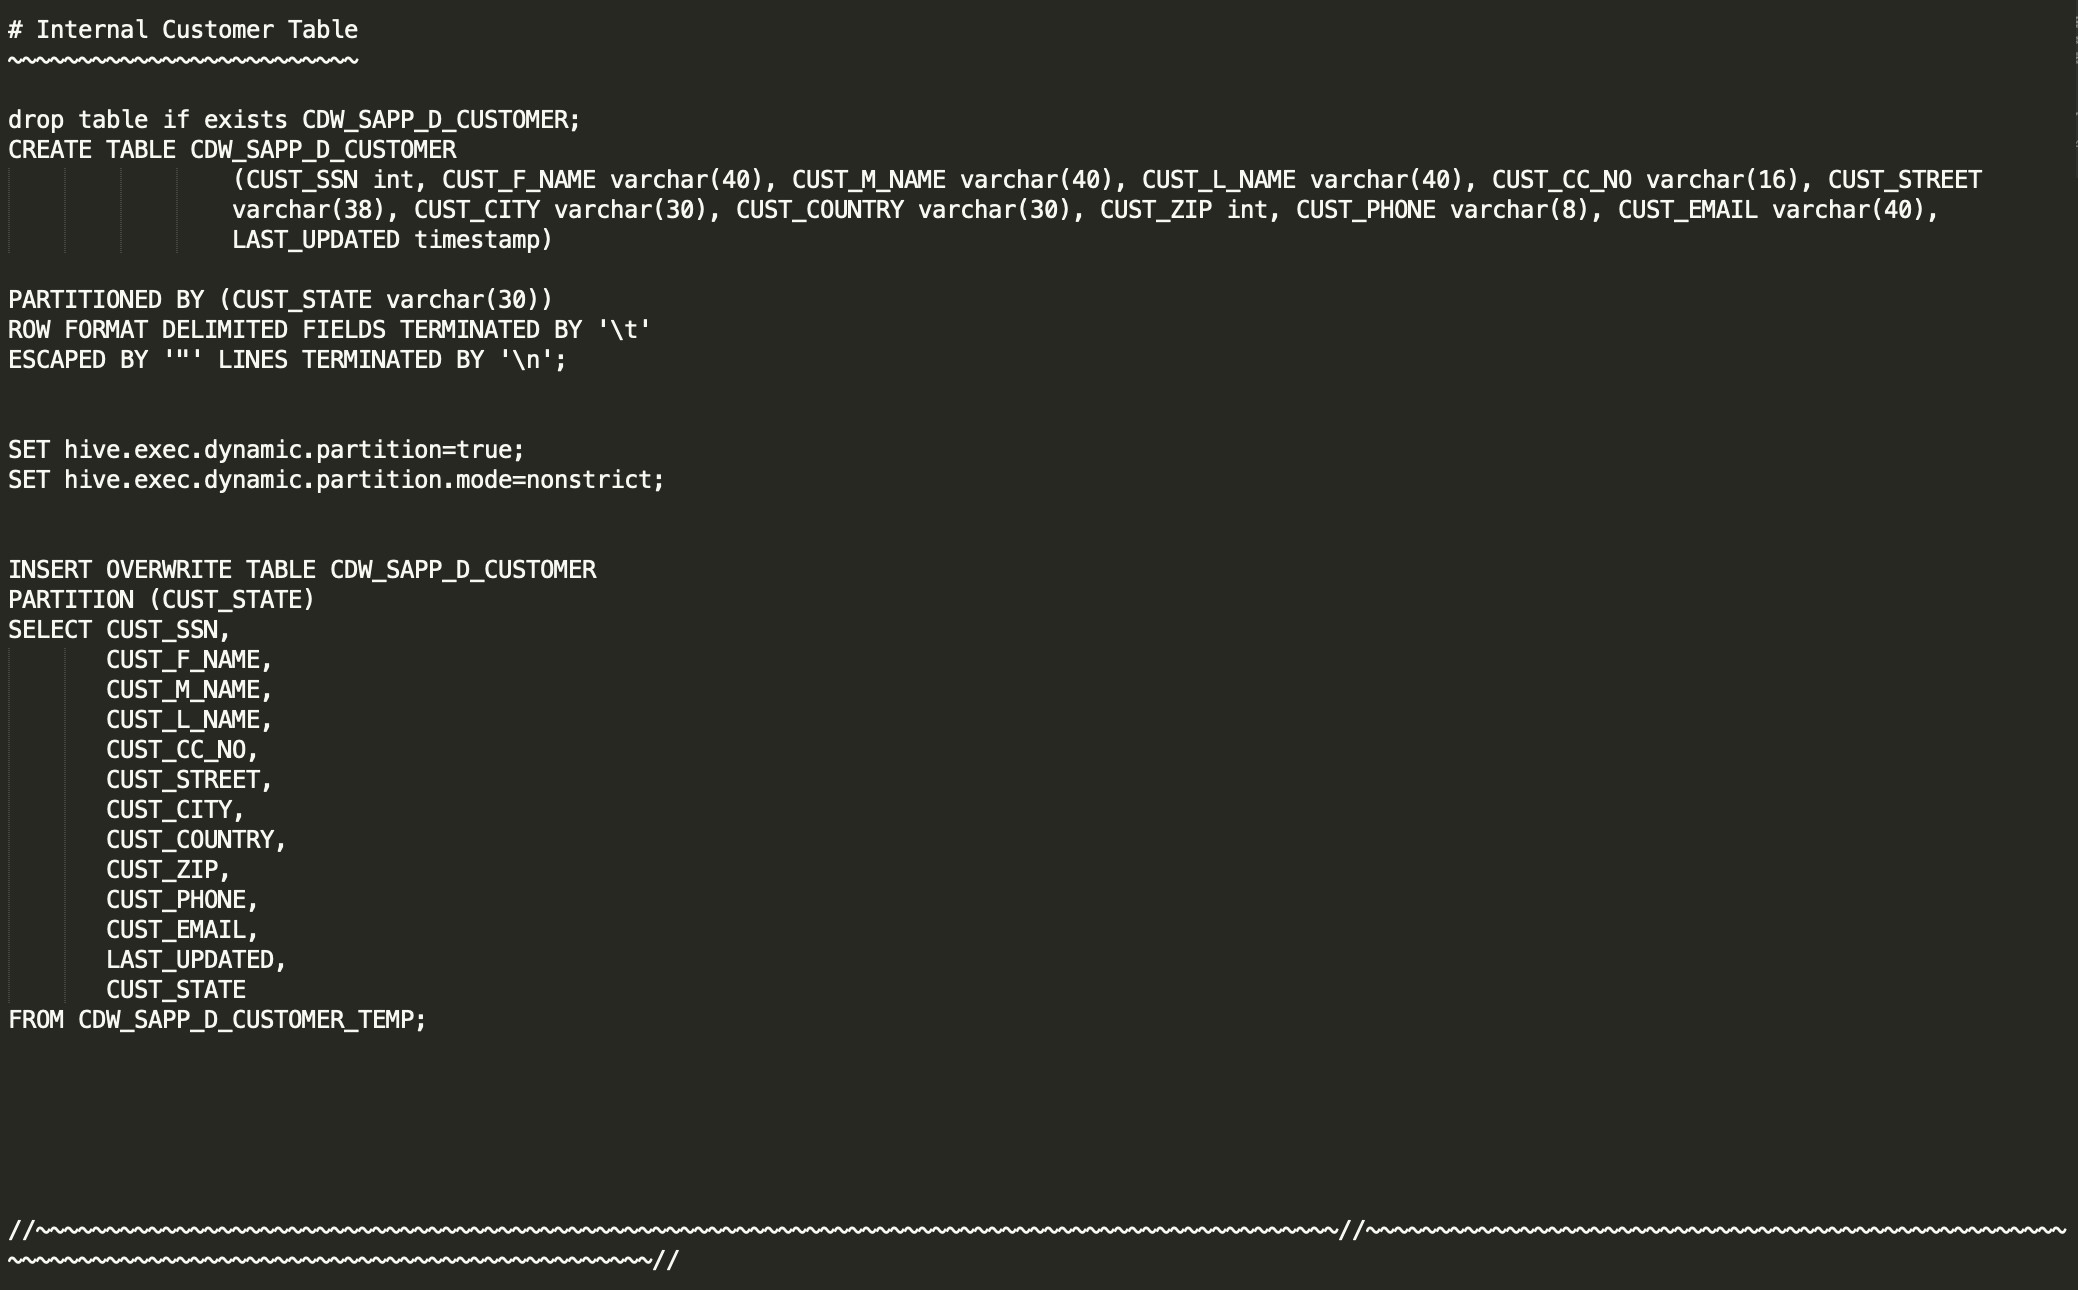 # Internal Customer Table
~~~~~~~~~~~~~~~~~~~~~~~~~
drop table if exists CDW_SAPP_D_CUSTOMER;
CREATE TABLE CDW_SAPP_D_CUSTOMER
(CUST_SSN int, CUST_F_NAME varchar(40), CUST_M_NAME varchar(40), CUST_L_NAME varchar(40), CUST_CC_NO varchar(16), CUST_STREET
varchar(38), CUST_CITY varchar(30), CUST_COUNTRY varchar(30), CUST_ZIP int, CUST_PHONE varchar(8), CUST_EMAIL varchar(40),
LAST_UPDATED timestamp)
PARTITIONED BY (CUST_STATE varchar(30))
ROW FORMAT DELIMITED FIELDS TERMINATED BY '\t'
ESCAPED BY '"' LINES TERMINATED BY '\n';
SET hive.exec.dynamic.partition=true;
SET hive.exec.dynamic.partition.mode=nonstrict;
INSERT OVERWRITE TABLE CDW_SAPP_D_CUSTOMER
PARTITION (CUST_STATE)
SELECT CUST_SSN,
CUST_F_NAME,
CUST_M_NAME,
CUST_L_NAME,
CUST_CC_NO,
CUST_STREET,
CUST_CITY,
CUST_COUNTRY,
CUST_ZIP,
CUST_PHONE,
CUST_EMAIL,
LAST_UPDATED,
CUST_STATE
FROM CDW_SAPP_D_CUSTOMER_TEMP;
//~~~~~~~~~~~~~~~~~~~~~~~~~~~~~~~~~~~~~~~~~~~~~~~~~~~~~~~~~~~~~~~~~~~~~~~~~~~~~~~~~~~~~~~~~~~~~//~~~~~~~~~~~~~~~~~~~~~~~~~~~~~~~~~~~~~~~~~~~~~~~~~~
~~~~~~~~~~~~~~~~~~~~~~~~~~~~~~~~~~~~~~~~~~~~~~//